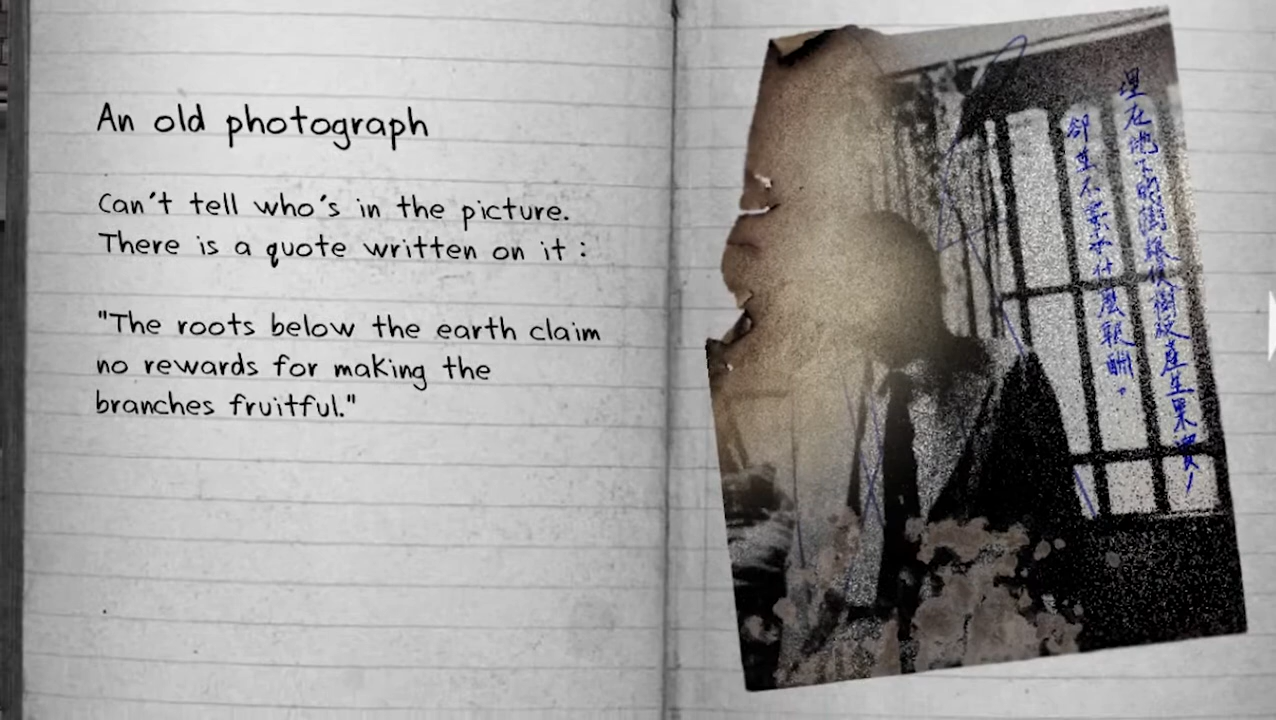 An old photograph
Can't tell who's in the picture.
There is a quote written on it :
"The roots below the earth claim
no rewards for making the
branches fruitful."
埋在地下的樹根使樹枝產生果實，
卻並不要求什麼報酬。